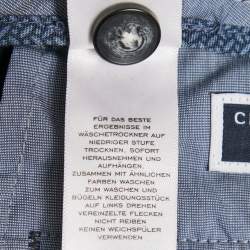 FÜR DAS BESTE
ERGEBNISSE IM
WÄSCHETROCKNER AUF
NIEDRIGER STUFE
TROCKNEN, SOFORT
HERAUSNEHMEN UND
AUFHÄNGEN,
ZUSAMMEN MIT ÄHNLICHEN
FARBEN WASCHEN
ZUM WASCHEN UND
BÜGELN KLEIDUNGSSTÜCK
AUF LINKS DREHEN
VEREINZELTE FLECKEN
NICHT REIBEN
KEINEN WEICHSPÜLER
VERWENDEN
C